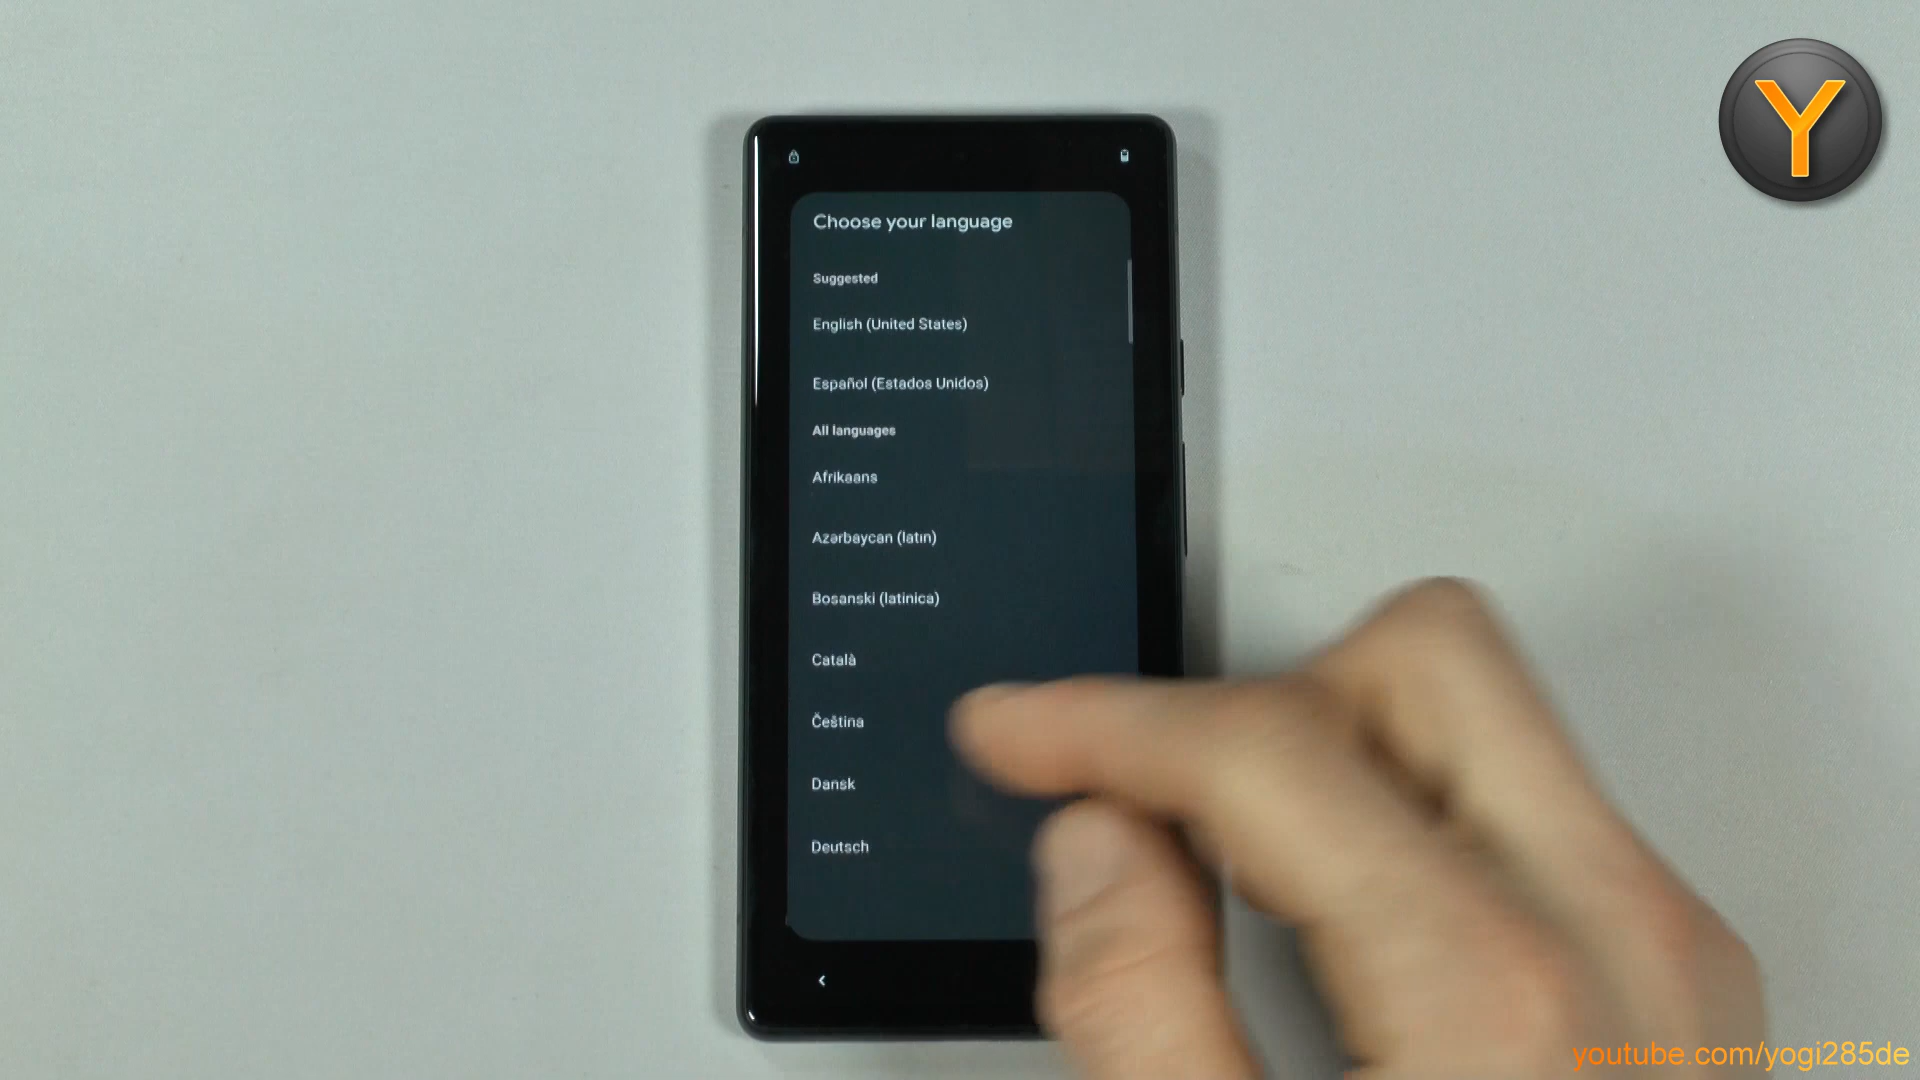 Y
Choose your language
Suggested
English (United States)
Español (Estados Unidos)
All languages
Afrikaans
Azərbaycan (latın)
Bosanski (latinica)
Català
Čeština
Dansk
Deutsch
youtube.com/yogi285de